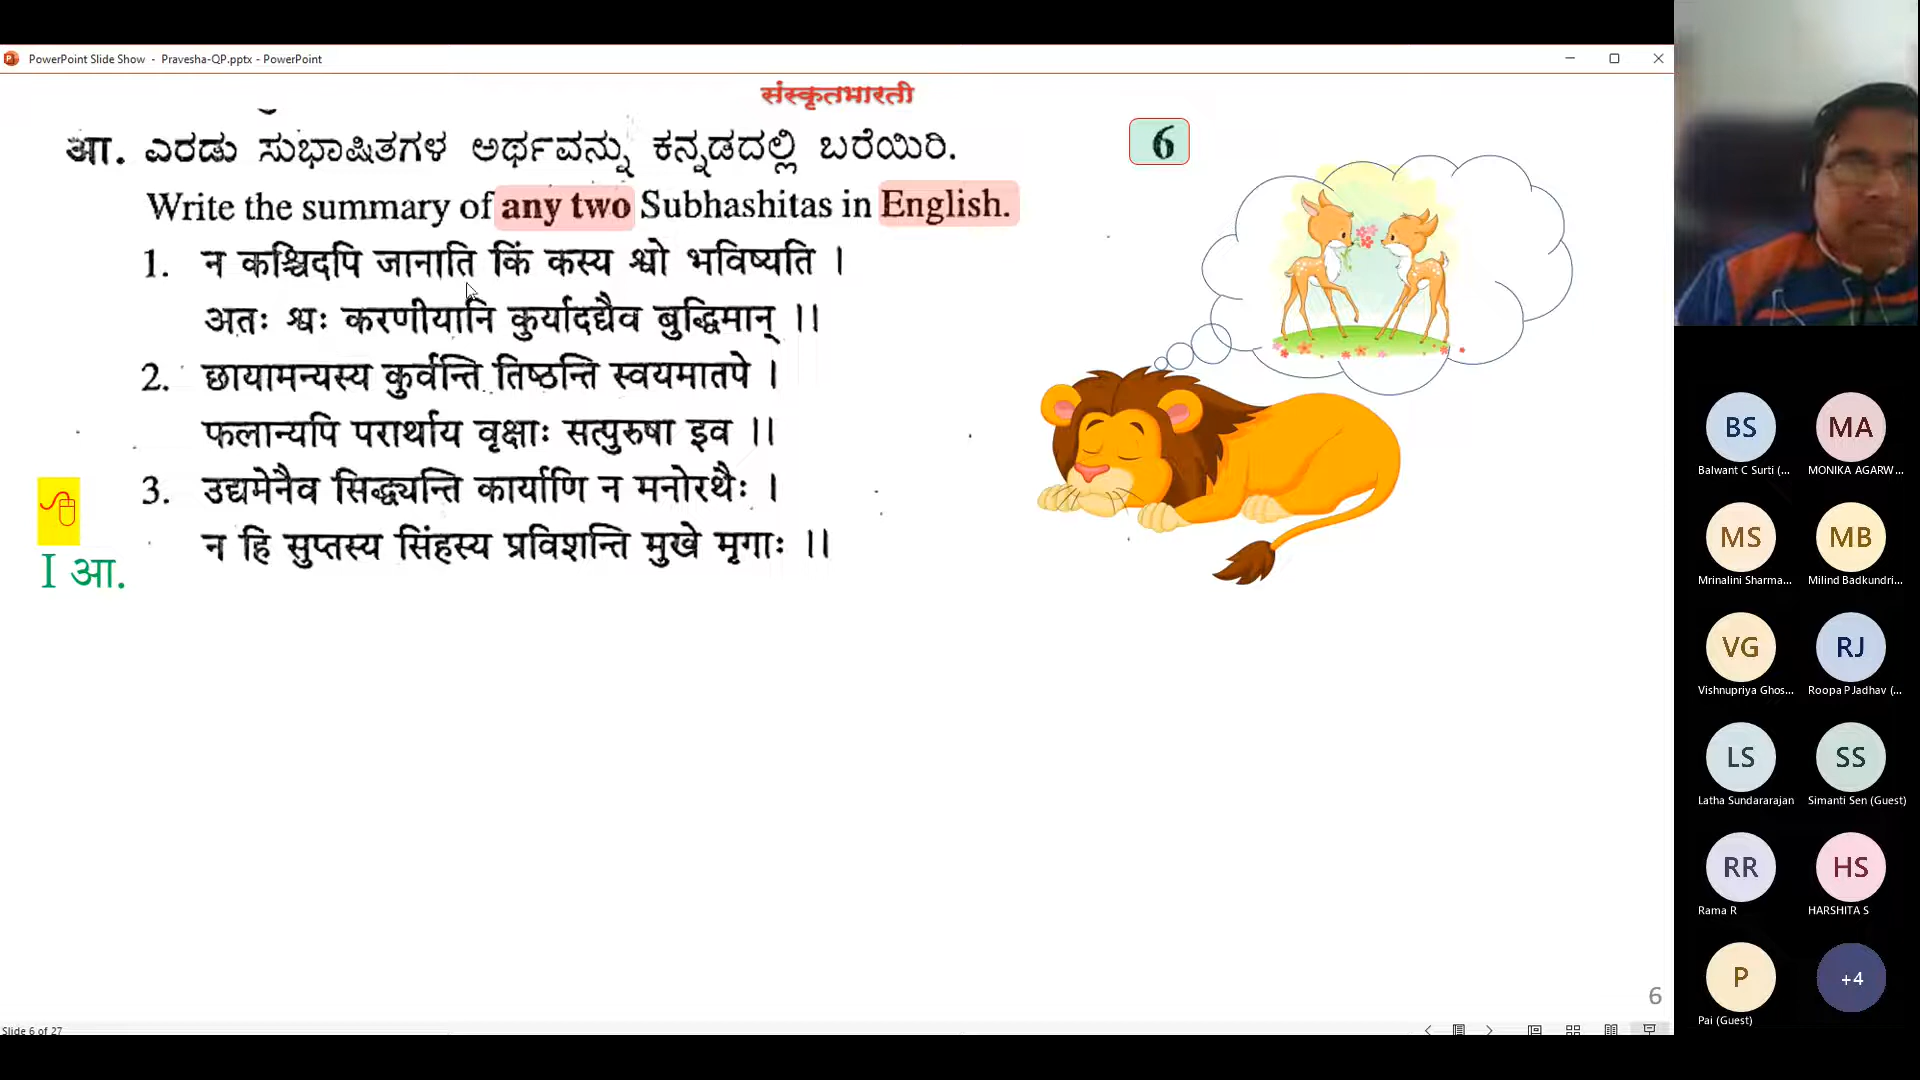 PowerPoint Slide Show - Pravesha-QP.pptx - PowerPoint
संस्कृतभारती
आ. ಎರಡು ಸುಭಾಷಿತಗಳ ಅರ್ಥವನ್ನು ಕನ್ನಡದಲ್ಲಿ ಬರೆಯಿರಿ.
6
Write the summary of any two Subhashitas in English.
1. न कश्चिदपि जानाति किं कस्य श्वो भविष्यति ।
अतः श्वः करणीयानि कुर्यादद्यैव बुद्धिमान् ।।
2. छायामन्यस्य कुर्वन्ति तिष्ठन्ति स्वयमातपे ।
फलान्यपि परार्थाय वृक्षाः सत्पुरुषा इव ।।
3. उद्यमेनैव सिद्ध्यन्ति कार्याणि न मनोरथैः ।
न हि सुप्तस्य सिंहस्य प्रविशन्ति मुखे मृगाः ।।
I आ.
6
Slide 6 of 27
BS
MA
Balwant C Surti (...
MONIKA AGARW...
MS
MB
Mrinalini Sharma...
Milind Badkundri...
VG
RJ
Vishnupriya Ghos...
Roopa P Jadhav (...
LS
SS
Latha Sundararajan
Simanti Sen (Guest)
RR
HS
Rama R
HARSHITA S
P
+4
Pai (Guest)